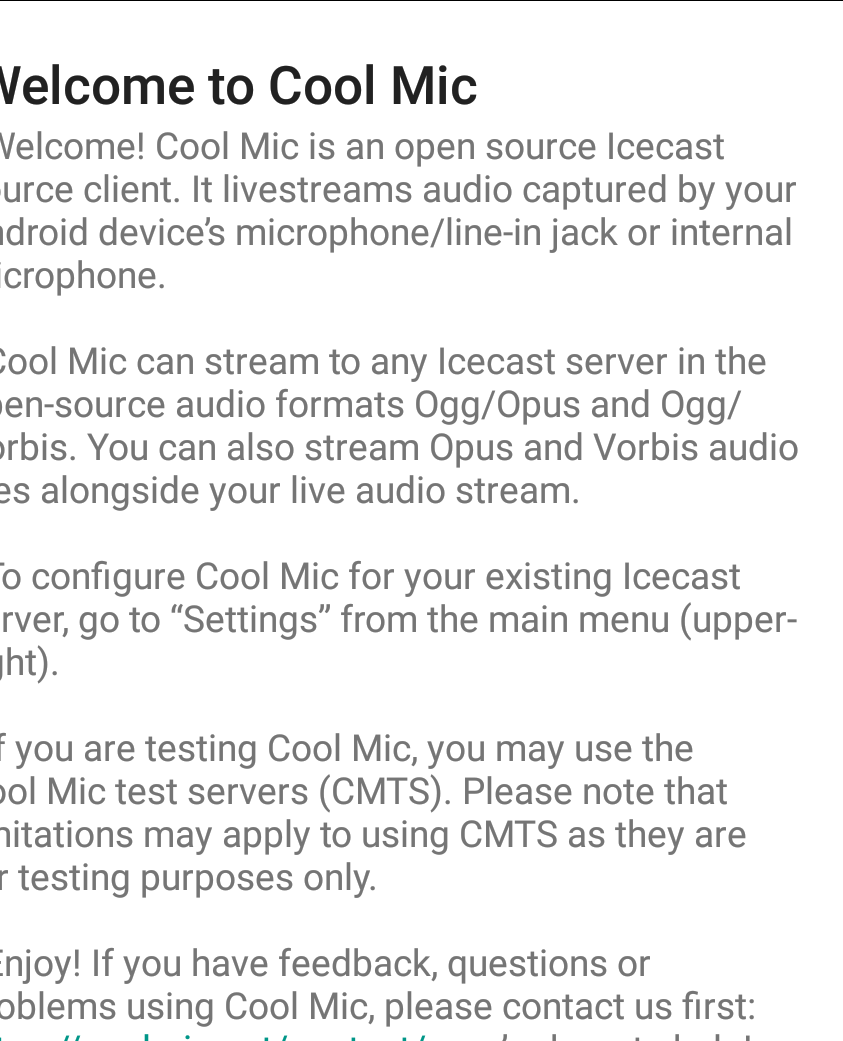 Welcome to Cool Mic
Welcome! Cool Mic is an open source Icecast
urce client. It livestreams audio captured by your
ndroid device’s microphone/line-in jack or internal
icrophone.
Cool Mic can stream to any Icecast server in the
pen-source audio formats Ogg/Opus and Ogg/
orbis. You can also stream Opus and Vorbis audio
es alongside your live audio stream.
To configure Cool Mic for your existing Icecast
rver, go to “Settings” from the main menu (upper-
ght).
If you are testing Cool Mic, you may use the
ool Mic test servers (CMTS). Please note that
mitations may apply to using CMTS as they are
r testing purposes only.
Enjoy! If you have feedback, questions or
oblems using Cool Mic, please contact us first: